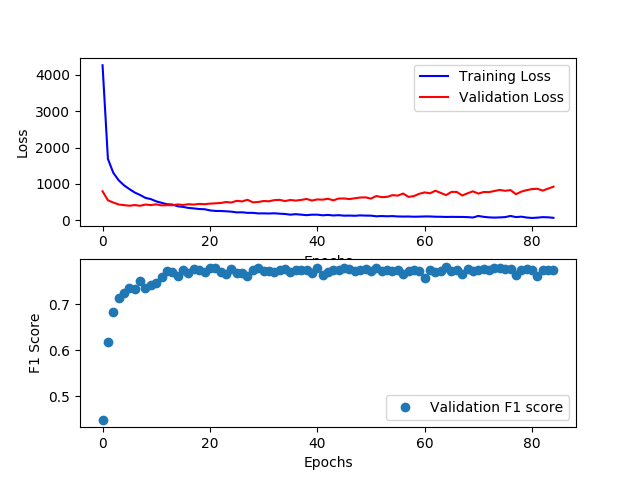 4000
3000
2000
1000
0
Loss
Training Loss
Validation Loss
0
20
40
60
80
Epochs
0.7
0.6
0.5
F1 Score
Validation F1 score
0
20
40
60
80
Epochs